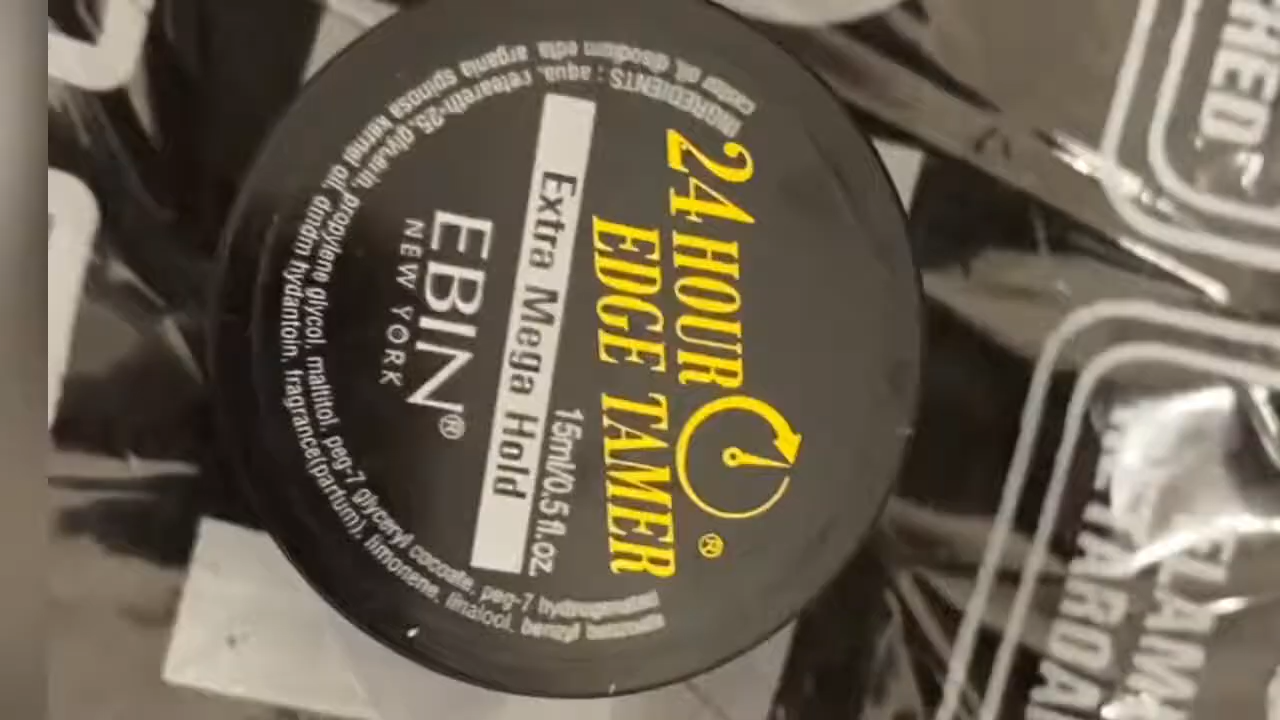 24 HOUR
EDGE TAMER®
15ml/0.5 fl.oz.
Extra Mega Hold
EBIN®
NEW YORK
INGREDIENTS : aqua, ceteareth-25, glycerin, propylene glycol, maltitol, peg-7 glyceryl cocoate, peg-7 hydrogenated
castor oil, disodium edta, argania spinosa kernel oil, dmdm hydantoin, fragrance(parfum), limonene, linalool, benzyl